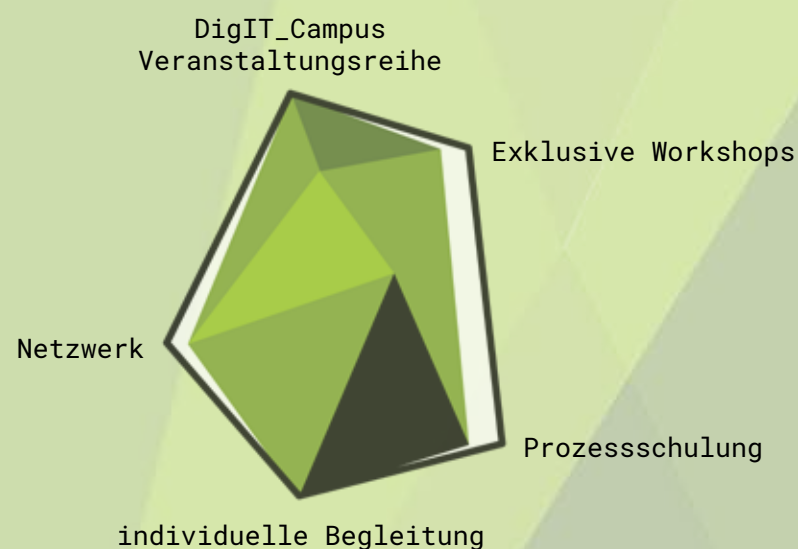 DigIT_Campus
Veranstaltungsreihe
Exklusive Workshops
Netzwerk
Prozessschulung
individuelle Begleitung